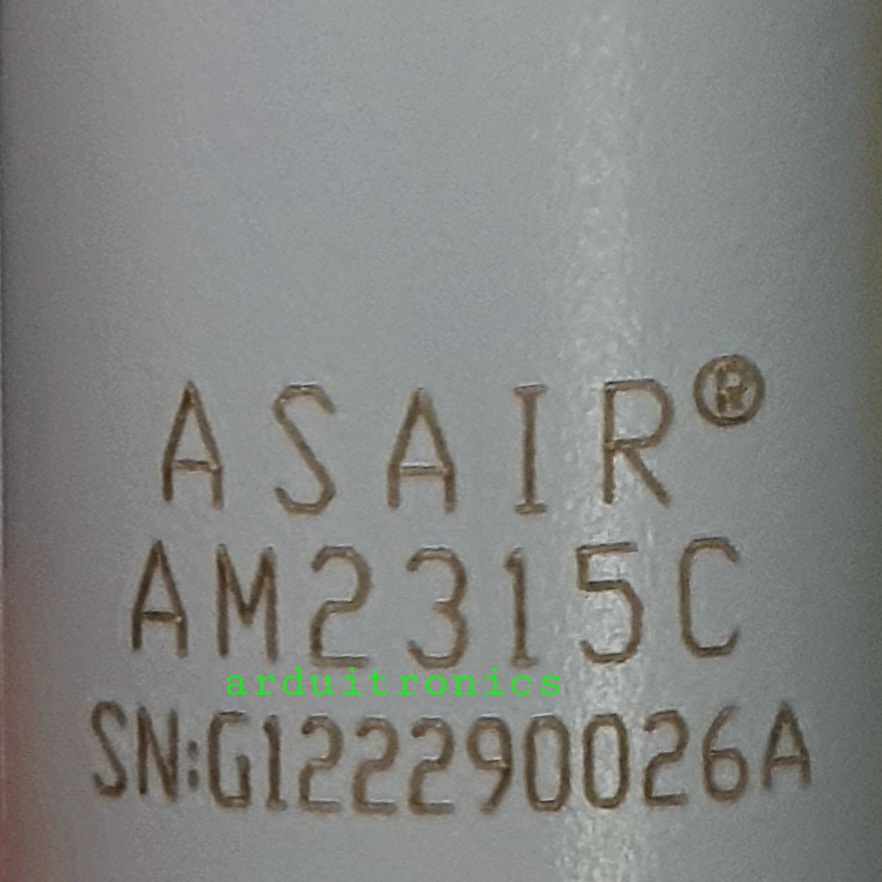 ASAIR®
AM2315C
arduitronics
SN:G122290026A